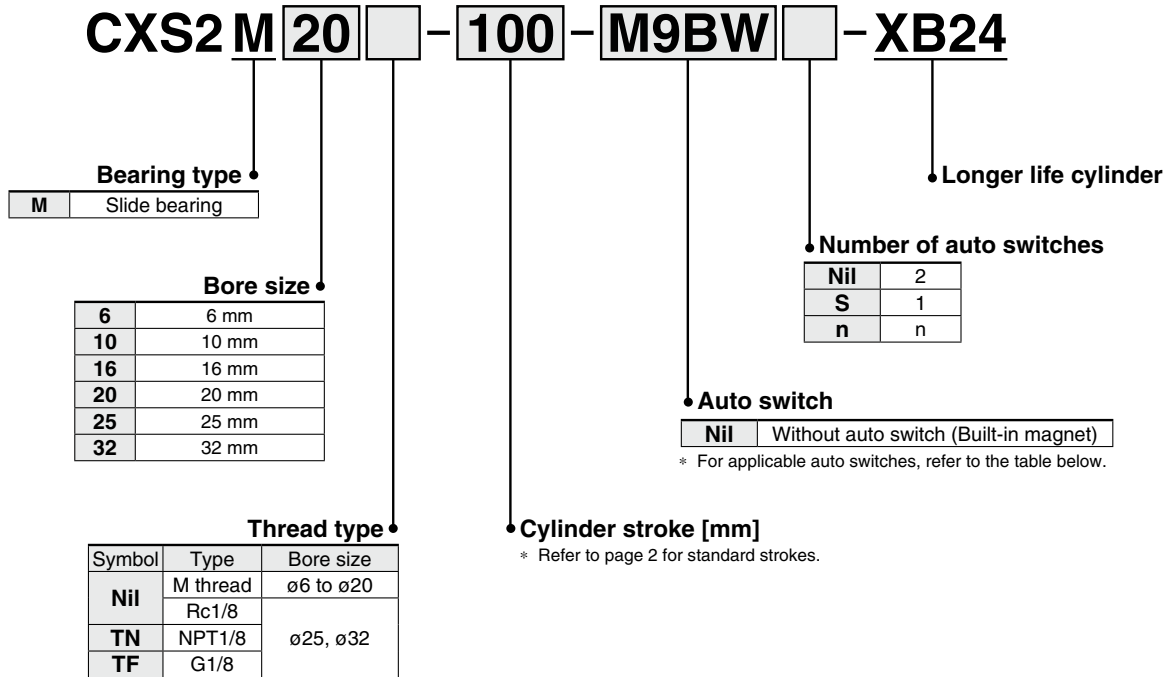 CXS2 M 20 - 100 - M9BW - XB24
Bearing type
M Slide bearing
Bore size
6 6 mm
10 10 mm
16 16 mm
20 20 mm
25 25 mm
32 32 mm
Thread type
Symbol Type Bore size
Nil M thread ø6 to ø20
Rc1/8 ø25, ø32
TN NPT1/8
TF G1/8
Cylinder stroke [mm]
* Refer to page 2 for standard strokes.
Auto switch
Nil Without auto switch (Built-in magnet)
* For applicable auto switches, refer to the table below.
Number of auto switches
Nil 2
S 1
n n
Longer life cylinder